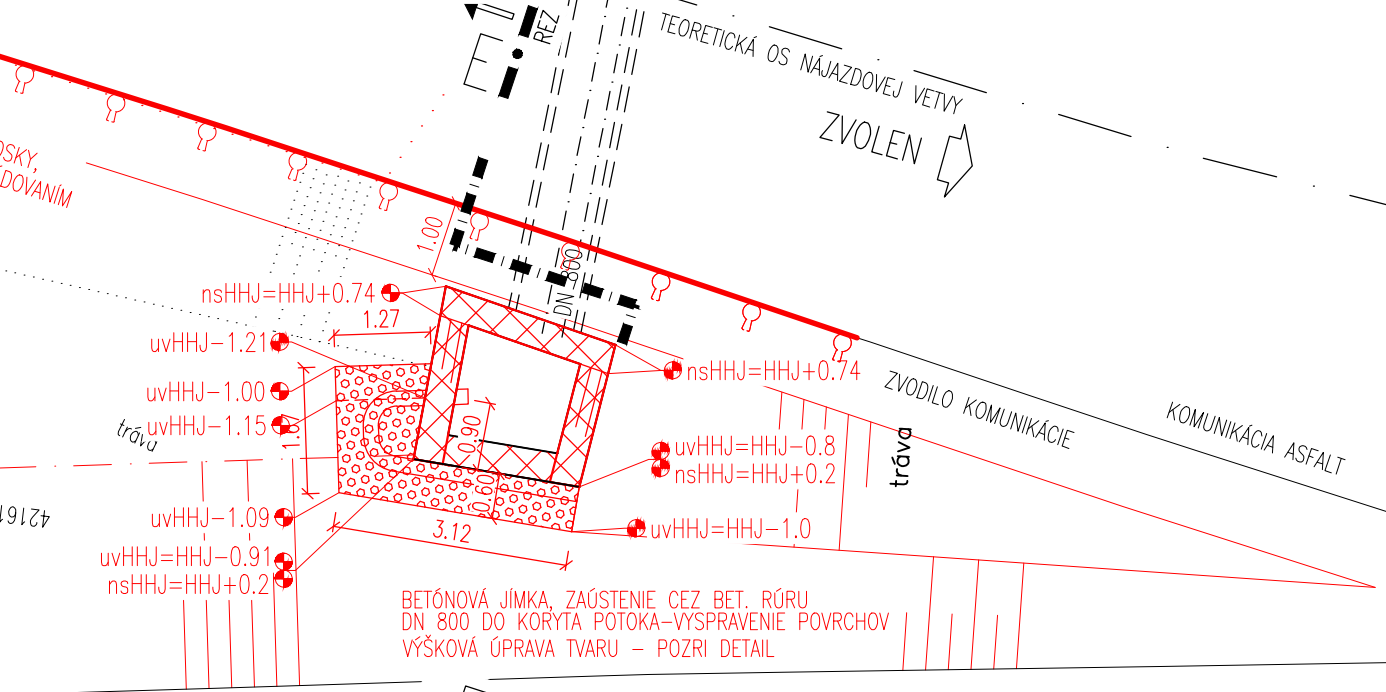 REZ
TEORETICKÁ OS NÁJAZDOVEJ VETVY
ZVOLEN
OSKY,
DOVANÍM
1.00
DN 800
nsHHJ=HHJ+0.74
1.27
uvHHJ-1.21
nsHHJ=HHJ+0.74
uvHHJ-1.00
ZVODILO KOMUNIKÁCIE
KOMUNIKÁCIA ASFALT
uvHHJ-1.15
tráva
0.90
uvHHJ=HHJ-0.8
nsHHJ=HHJ+0.2
tráva
0.60
42161
uvHHJ-1.09
3.12
uvHHJ=HHJ-1.0
uvHHJ=HHJ-0.91
nsHHJ=HHJ+0.2
BETÓNOVÁ JÍMKA, ZAÚSTENIE CEZ BET. RÚRU
DN 800 DO KORYTA POTOKA-VYSPRAVENIE POVRCHOV
VÝŠKOVÁ ÚPRAVA TVARU - POZRI DETAIL